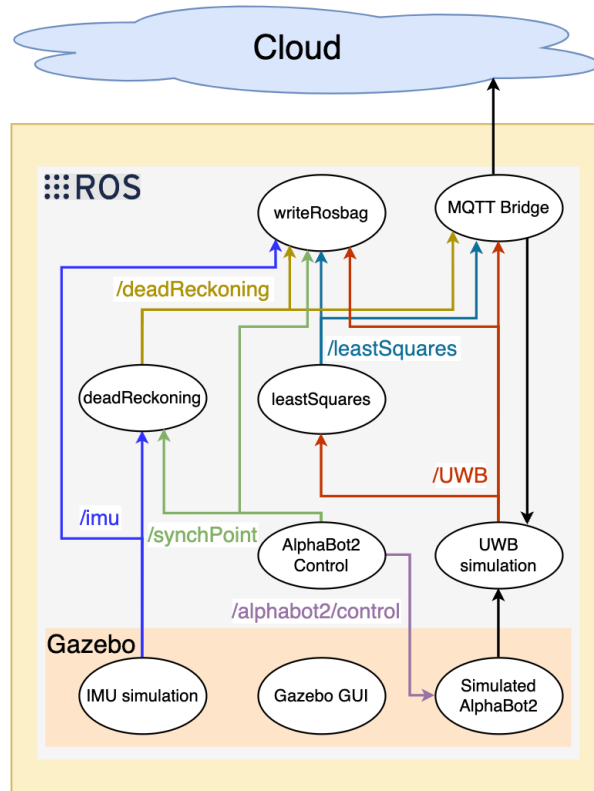 Cloud
ROS
writeRosbag
MQTT Bridge
/deadReckoning
/leastSquares
deadReckoning
leastSquares
/UWB
/imu
/synchPoint
AlphaBot2
Control
UWB
simulation
/alphabot2/control
Gazebo
IMU simulation
Gazebo GUI
Simulated
AlphaBot2